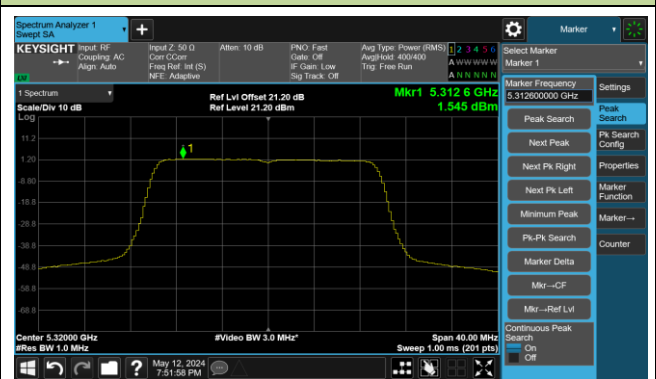 Spectrum Analyzer 1
Swept SA
KEYSIGHT
Input: RF
Coupling: AC
Align: Auto
Input Z: 50 Ω
Corr CCorr
Freq Ref: Int (S)
NFE: Adaptive
Atten: 10 dB
PNO: Fast
Gate: Off
IF Gain: Low
Sig Track: Off
Avg Type: Power (RMS)
Avg|Hold: 400/400
Trig: Free Run
1 2 3 4 5 6
A W W W W W
A N N N N N
1 Spectrum
Scale/Div 10 dB
Log
Ref Lvl Offset 21.20 dB
Ref Level 21.20 dBm
Mkr1 5.312 6 GHz
1.545 dBm
11.2
1.20
-8.80
-18.8
-28.8
-38.8
-48.8
-58.8
-68.8
1
Center 5.32000 GHz
#Res BW 1.0 MHz
#Video BW 3.0 MHz*
Span 40.00 MHz
Sweep 1.00 ms (201 pts)
?
May 12, 2024
7:51:58 PM
Marker
Select Marker
Marker 1
Marker Frequency
5.312600000 GHz
Peak Search
Next Peak
Next Pk Right
Next Pk Left
Minimum Peak
Pk-Pk Search
Marker Delta
Mkr→CF
Mkr→Ref Lvl
Continuous Peak
Search
On
Off
Settings
Peak
Search
Pk Search
Config
Properties
Marker
Function
Marker→
Counter